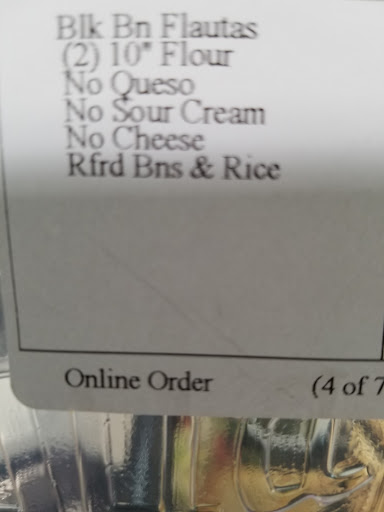 Blk Bn Flautas
(2) 10" Flour
No Queso
No Sour Cream
No Cheese
Rfrd Bns & Rice
Online Order (4 of 7